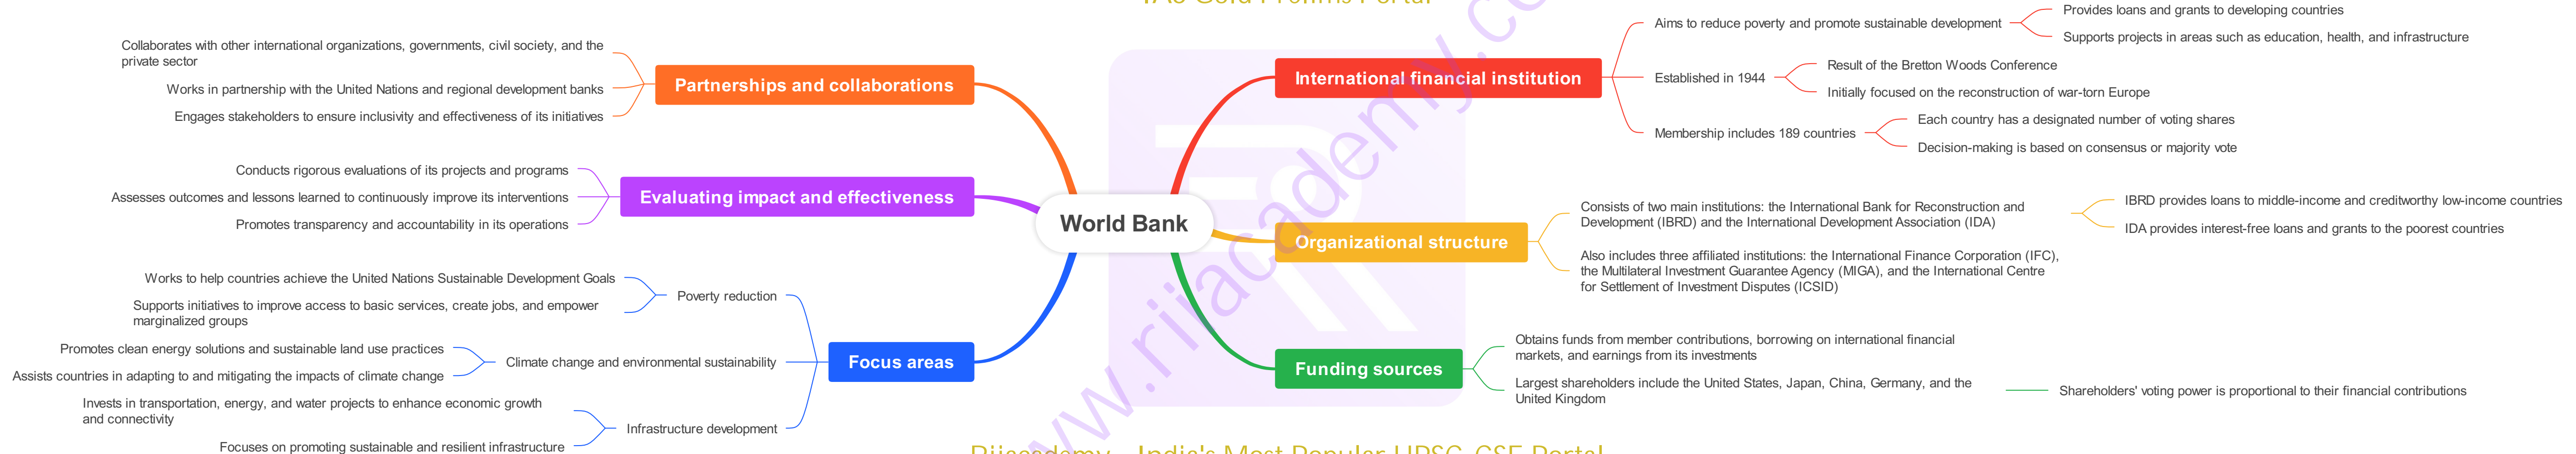 IAS Gold Prelims Portal
World Bank
Partnerships and collaborations
Collaborates with other international organizations, governments, civil society, and the
private sector
Works in partnership with the United Nations and regional development banks
Engages stakeholders to ensure inclusivity and effectiveness of its initiatives
Evaluating impact and effectiveness
Conducts rigorous evaluations of its projects and programs
Assesses outcomes and lessons learned to continuously improve its interventions
Promotes transparency and accountability in its operations
Focus areas
Poverty reduction
Works to help countries achieve the United Nations Sustainable Development Goals
Supports initiatives to improve access to basic services, create jobs, and empower
marginalized groups
Climate change and environmental sustainability
Promotes clean energy solutions and sustainable land use practices
Assists countries in adapting to and mitigating the impacts of climate change
Infrastructure development
Invests in transportation, energy, and water projects to enhance economic growth
and connectivity
Focuses on promoting sustainable and resilient infrastructure
International financial institution
Aims to reduce poverty and promote sustainable development
Provides loans and grants to developing countries
Supports projects in areas such as education, health, and infrastructure
Established in 1944
Result of the Bretton Woods Conference
Initially focused on the reconstruction of war-torn Europe
Membership includes 189 countries
Each country has a designated number of voting shares
Decision-making is based on consensus or majority vote
Organizational structure
Consists of two main institutions: the International Bank for Reconstruction and
Development (IBRD) and the International Development Association (IDA)
IBRD provides loans to middle-income and creditworthy low-income countries
IDA provides interest-free loans and grants to the poorest countries
Also includes three affiliated institutions: the International Finance Corporation (IFC),
the Multilateral Investment Guarantee Agency (MIGA), and the International Centre
for Settlement of Investment Disputes (ICSID)
Funding sources
Obtains funds from member contributions, borrowing on international financial
markets, and earnings from its investments
Largest shareholders include the United States, Japan, China, Germany, and the
United Kingdom
Shareholders' voting power is proportional to their financial contributions
www.rijacademy.co
Rijacademy - India's Most Popular UPSC-CSE Portal